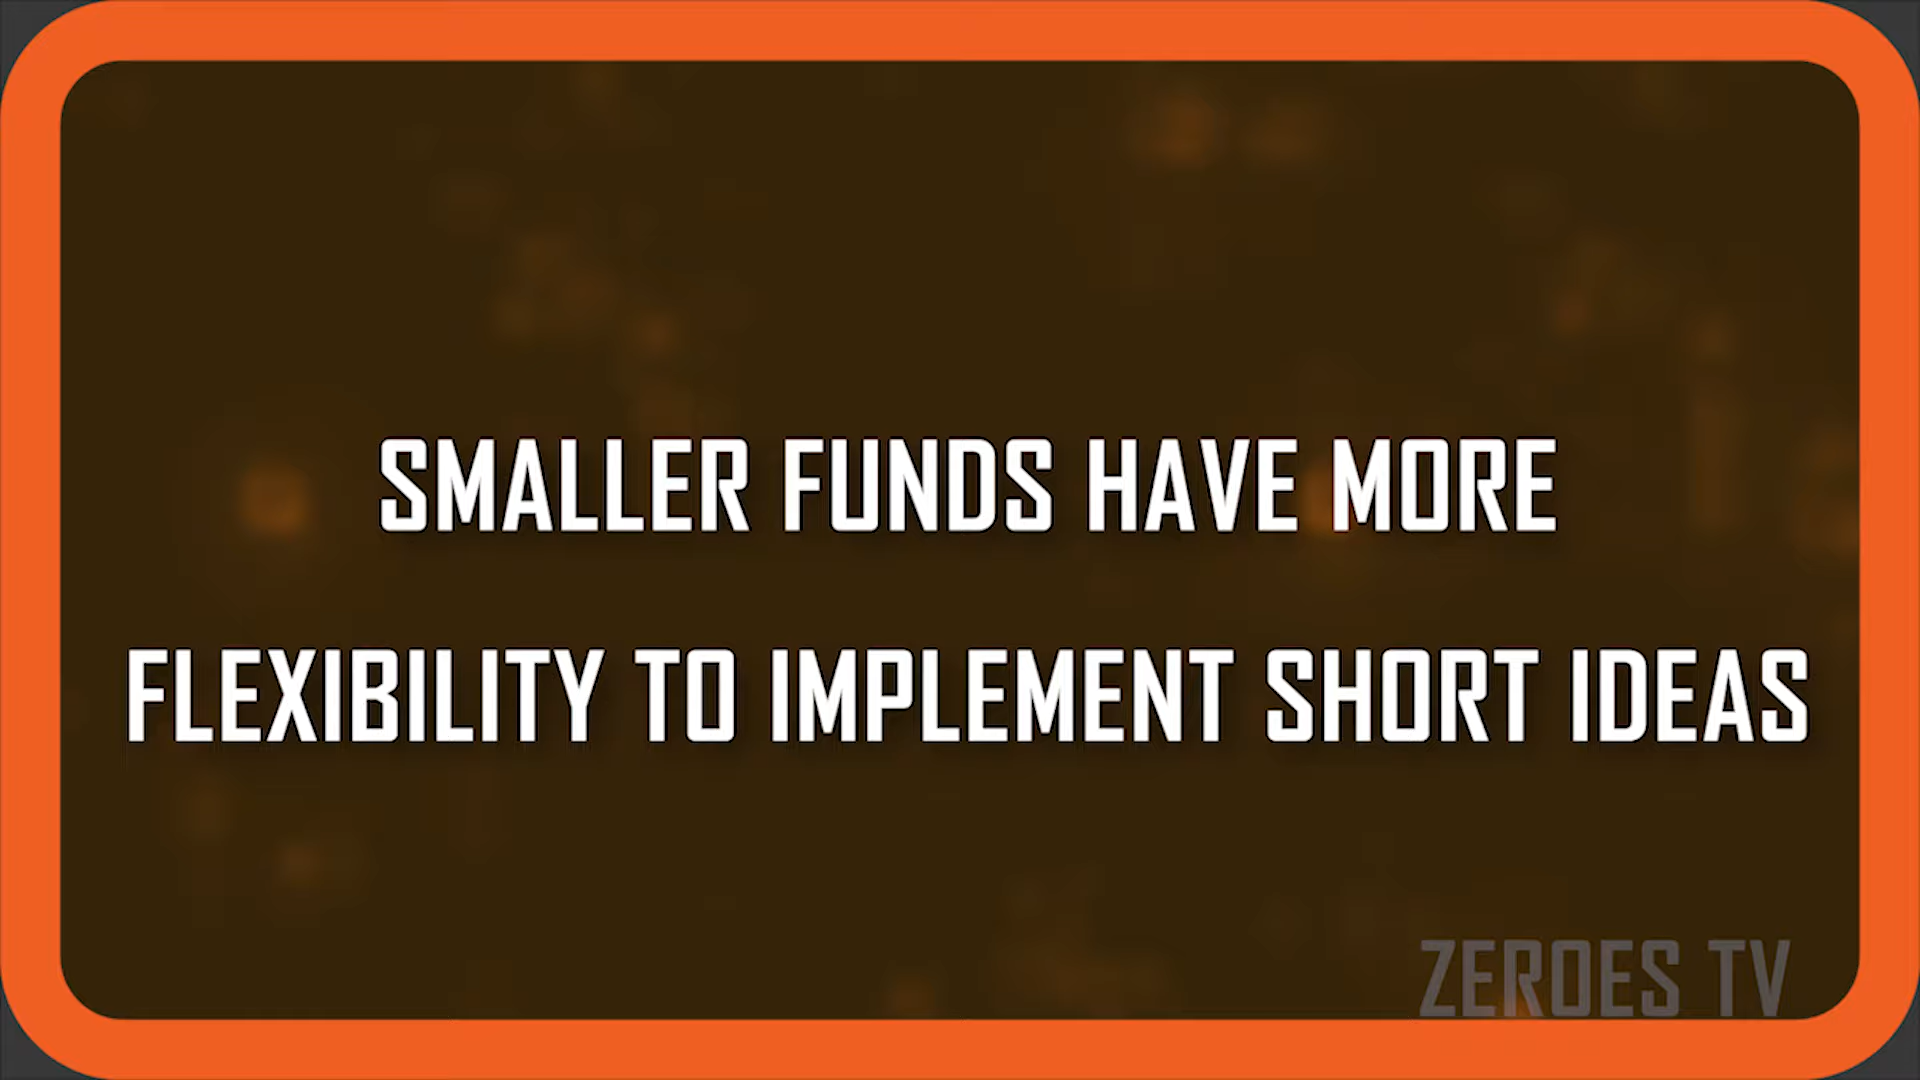 SMALLER FUNDS HAVE MORE
FLEXIBILITY TO IMPLEMENT SHORT IDEAS
ZEROES TV